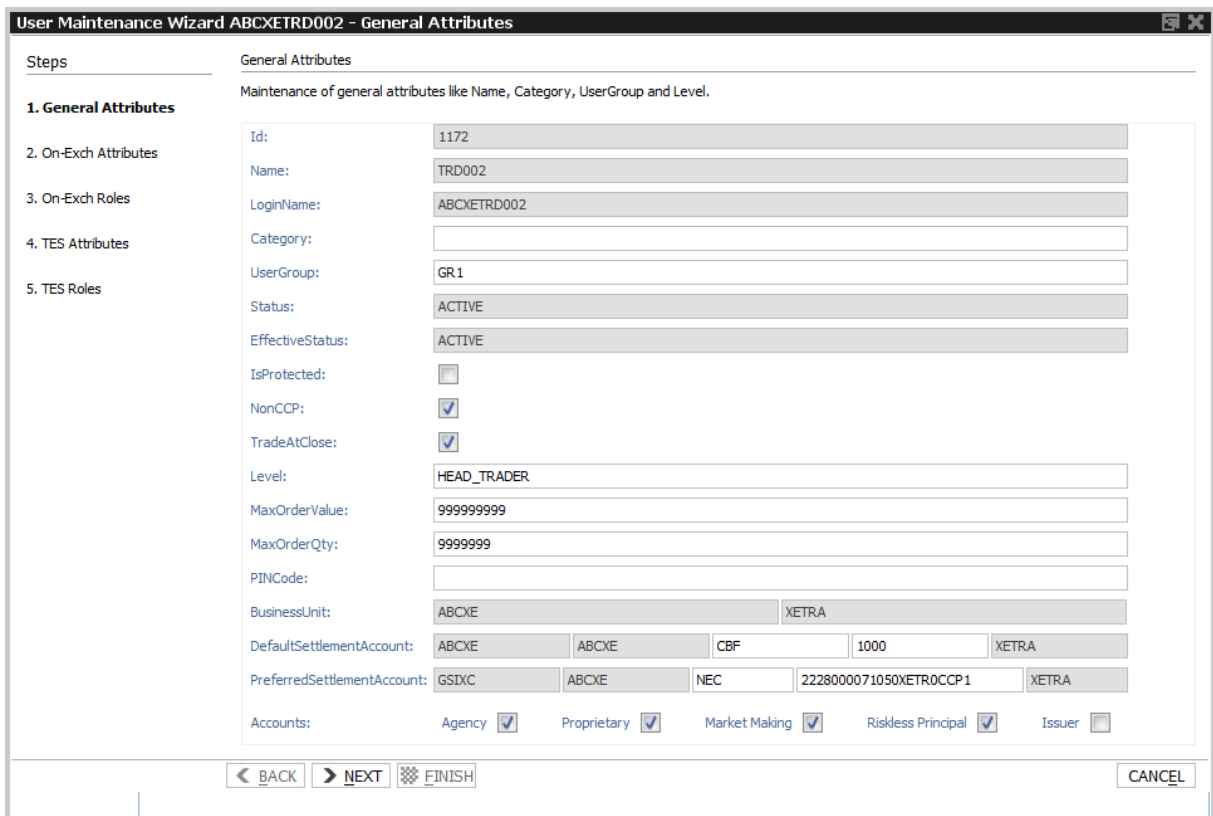 User Maintenance Wizard ABCXETRD002 - General Attributes
Steps
1. General Attributes
2. On-Exch Attributes
3. On-Exch Roles
4. TES Attributes
5. TES Roles
General Attributes
Maintenance of general attributes like Name, Category, UserGroup and Level.
Id: 1172
Name: TRD002
LoginName: ABCXETRD002
Category:
UserGroup: GR1
Status: ACTIVE
EffectiveStatus: ACTIVE
IsProtected:
NonCCP:
TradeAtClose:
Level: HEAD_TRADER
MaxOrderValue: 999999999
MaxOrderQty: 9999999
PINCode:
BusinessUnit: ABCXE XETRA
DefaultSettlementAccount: ABCXE ABCXE CBF 1000 XETRA
PreferredSettlementAccount: GSIXC ABCXE NEC 2228000071050XETR0CCP1 XETRA
Accounts: Agency Proprietary Market Making Riskless Principal Issuer
BACK NEXT FINISH CANCEL